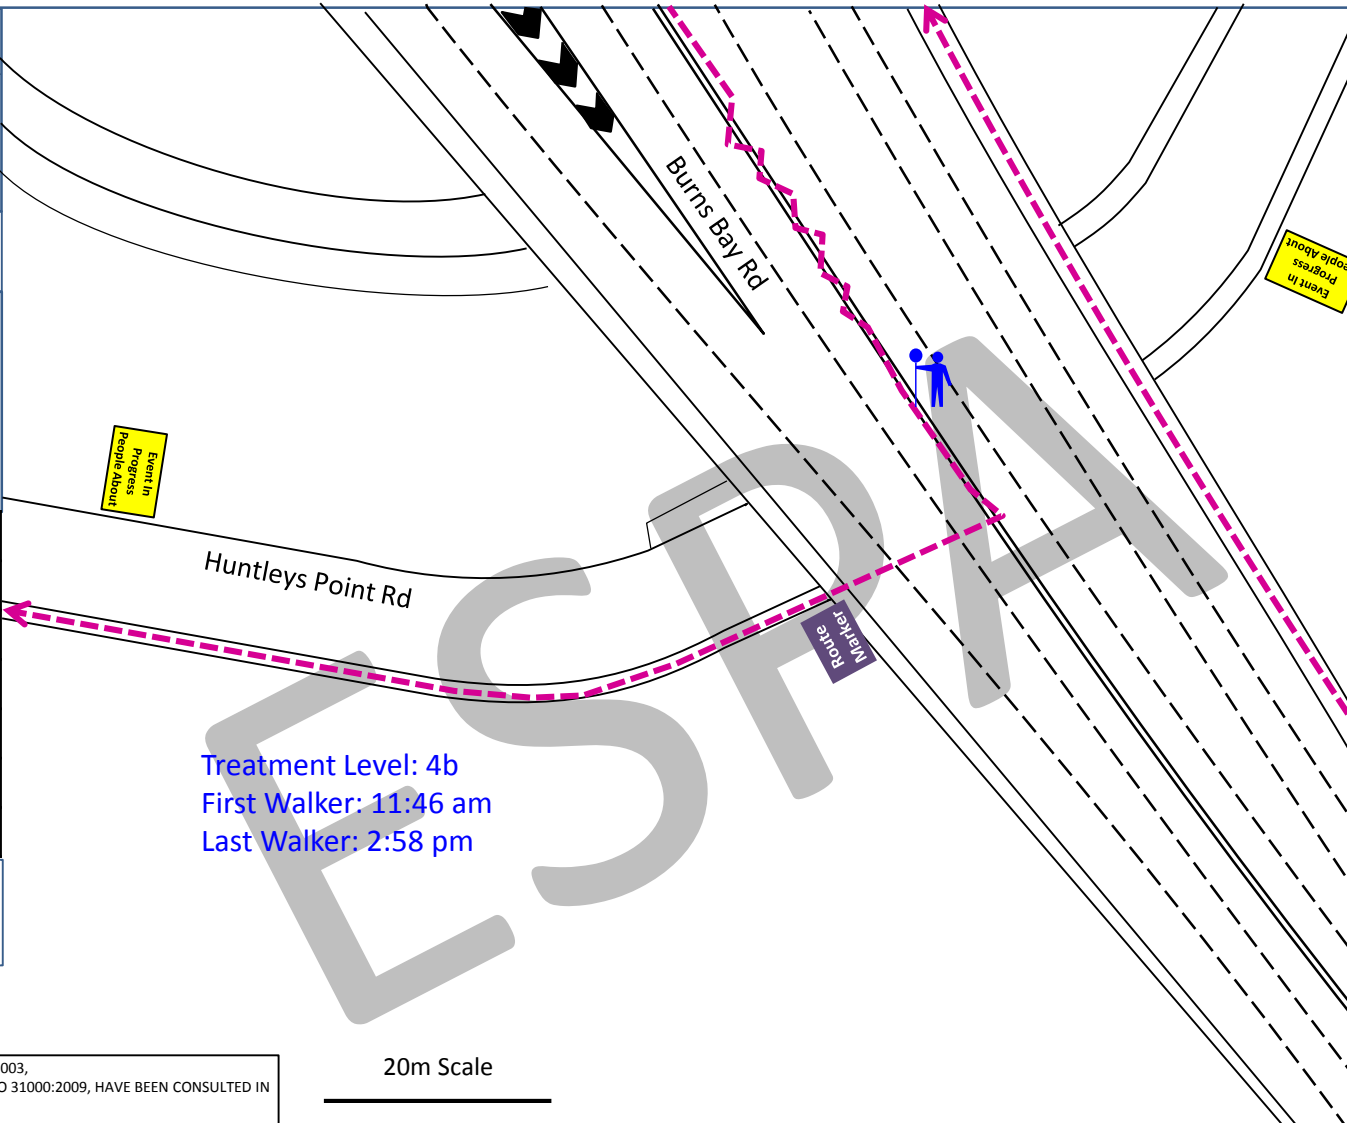 Burns Bay Rd
Event In
Progress
People About
Event In
Progress
People About
Huntleys Point Rd
Route
Marker
ESPA
Treatment Level: 4b
First Walker: 11:46 am
Last Walker: 2:58 pm
20m Scale
003,
O 31000:2009, HAVE BEEN CONSULTED IN